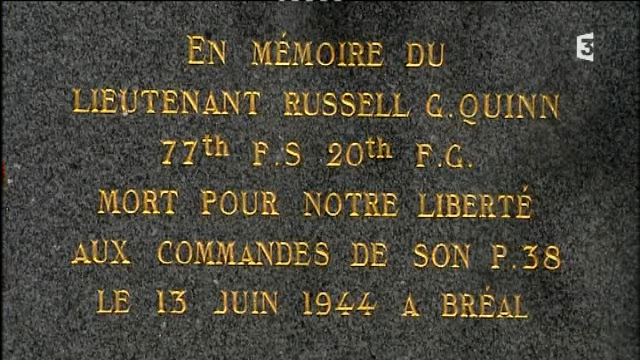 EN MÉMOIRE DU
LIEUTENANT RUSSELL G. QUINN
77th F.S 20th F.G.
MORT POUR NOTRE LIBERTÉ
AUX COMMANDES DE SON P.38
LE 13 JUIN 1944 A BRÉAL
3